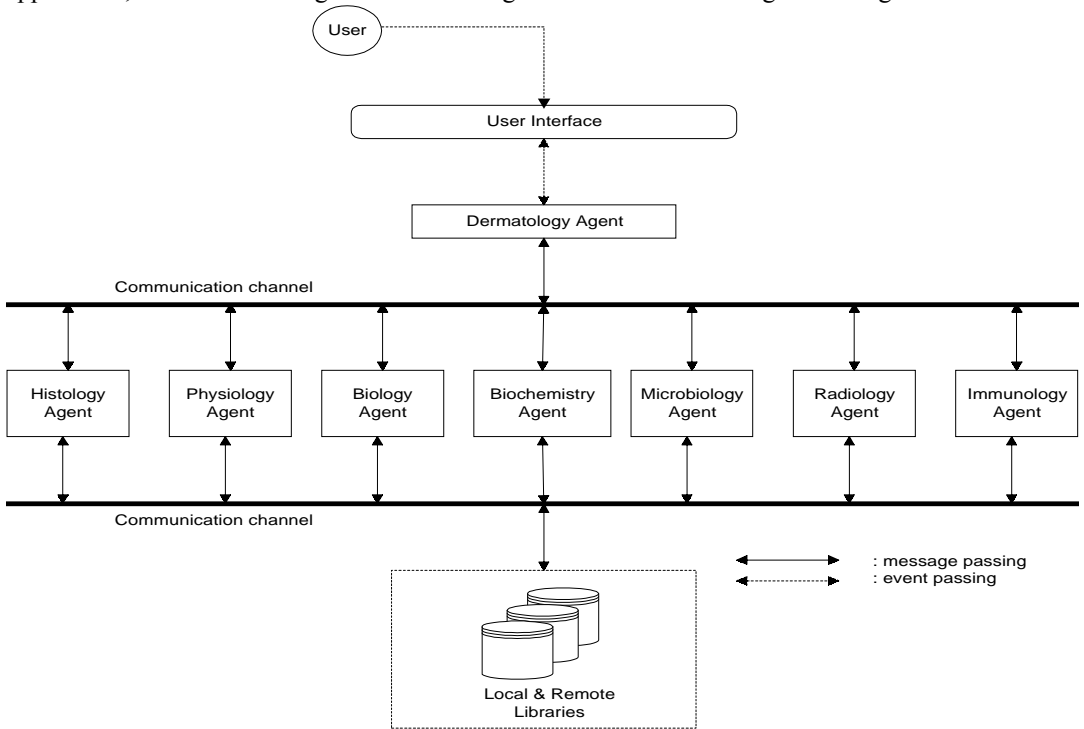 User
User Interface
Dermatology Agent
Communication channel
Histology
Agent
Physiology
Agent
Biology
Agent
Biochemistry
Agent
Microbiology
Agent
Radiology
Agent
Immunology
Agent
Communication channel
: message passing
: event passing
Local & Remote
Libraries